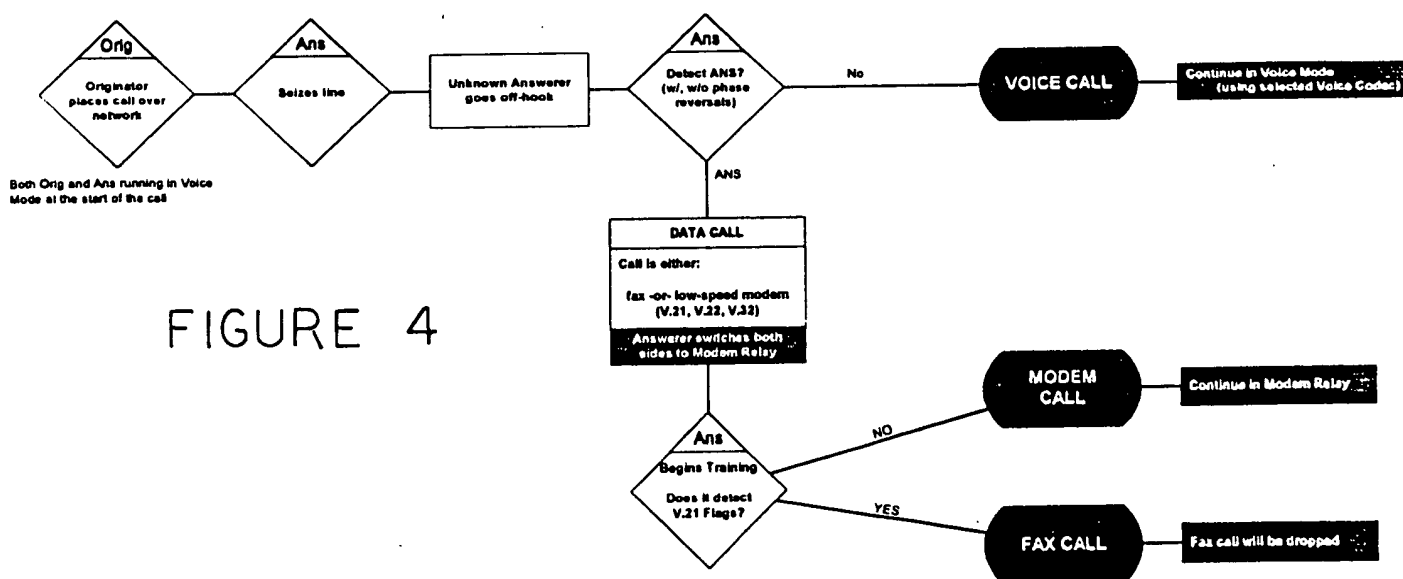 Orig
Originator
places call over
network
Both Orig and Ans running in Voice
Mode at the start of the call
Ans
Seizes line
Unknown Answerer
goes off-hook
Ans
Detect ANS?
(w/, w/o phase
reversals)
No
VOICE CALL
Continue in Voice Mode
(using selected Voice Codec)
ANS
DATA CALL
Call is either:
fax -or- low-speed modem
(V.21, V.22, V.32)
Answerer switches both
sides to Modem Relay
Ans
Begins Training
Does it detect
V.21 Flags?
NO
MODEM
CALL
Continue in Modem Relay
YES
FAX CALL
Fax call will be dropped
FIGURE 4